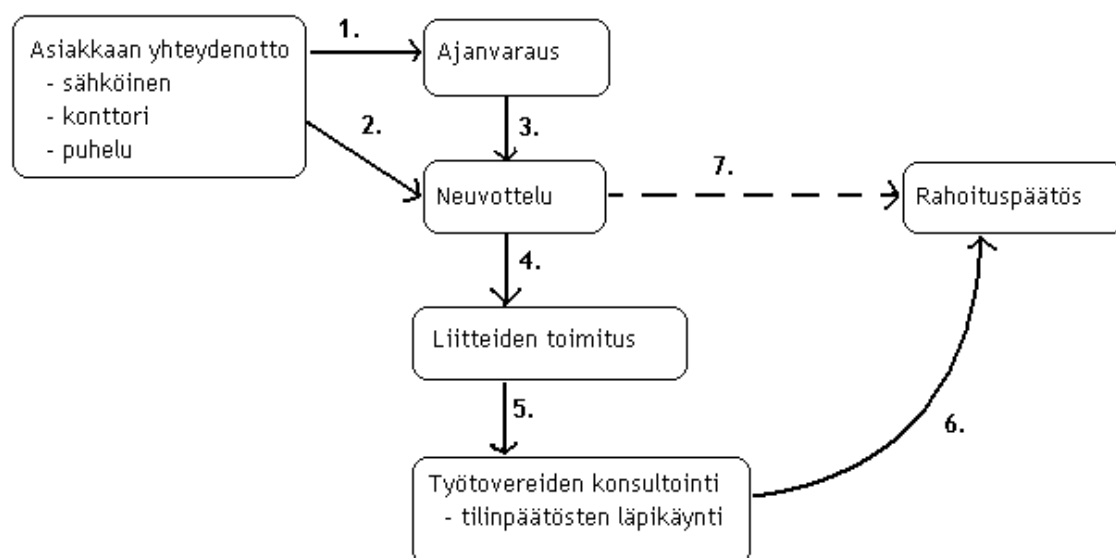 Asiakkaan yhteydenotto
- sähköinen
- konttori
- puhelu
1.
Ajanvaraus
2.
3.
Neuvottelu
7.
Rahoituspäätös
4.
Liitteiden toimitus
5.
6.
Työtovereiden konsultointi
- tilinpäätösten läpikäynti